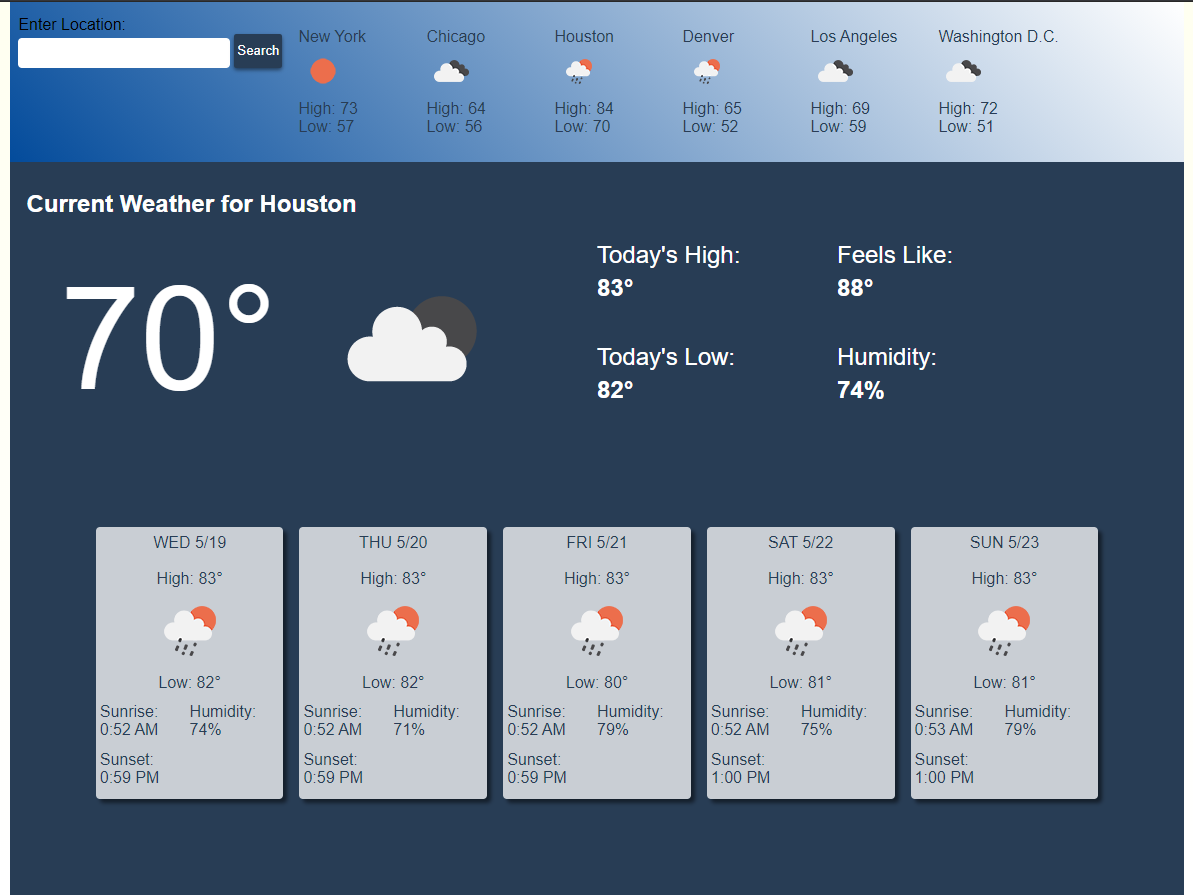 Enter Location:
Search
New York
High: 73
Low: 57
Chicago
High: 64
Low: 56
Houston
High: 84
Low: 70
Denver
High: 65
Low: 52
Los Angeles
High: 69
Low: 59
Washington D.C.
High: 72
Low: 51
Current Weather for Houston
70°
Today's High:
83°
Feels Like:
88°
Today's Low:
82°
Humidity:
74%
WED 5/19
High: 83°
Low: 82°
Sunrise:
0:52 AM
Humidity:
74%
Sunset:
0:59 PM
THU 5/20
High: 83°
Low: 82°
Sunrise:
0:52 AM
Humidity:
71%
Sunset:
0:59 PM
FRI 5/21
High: 83°
Low: 80°
Sunrise:
0:52 AM
Humidity:
79%
Sunset:
0:59 PM
SAT 5/22
High: 83°
Low: 81°
Sunrise:
0:52 AM
Humidity:
75%
Sunset:
1:00 PM
SUN 5/23
High: 83°
Low: 81°
Sunrise:
0:53 AM
Humidity:
79%
Sunset:
1:00 PM